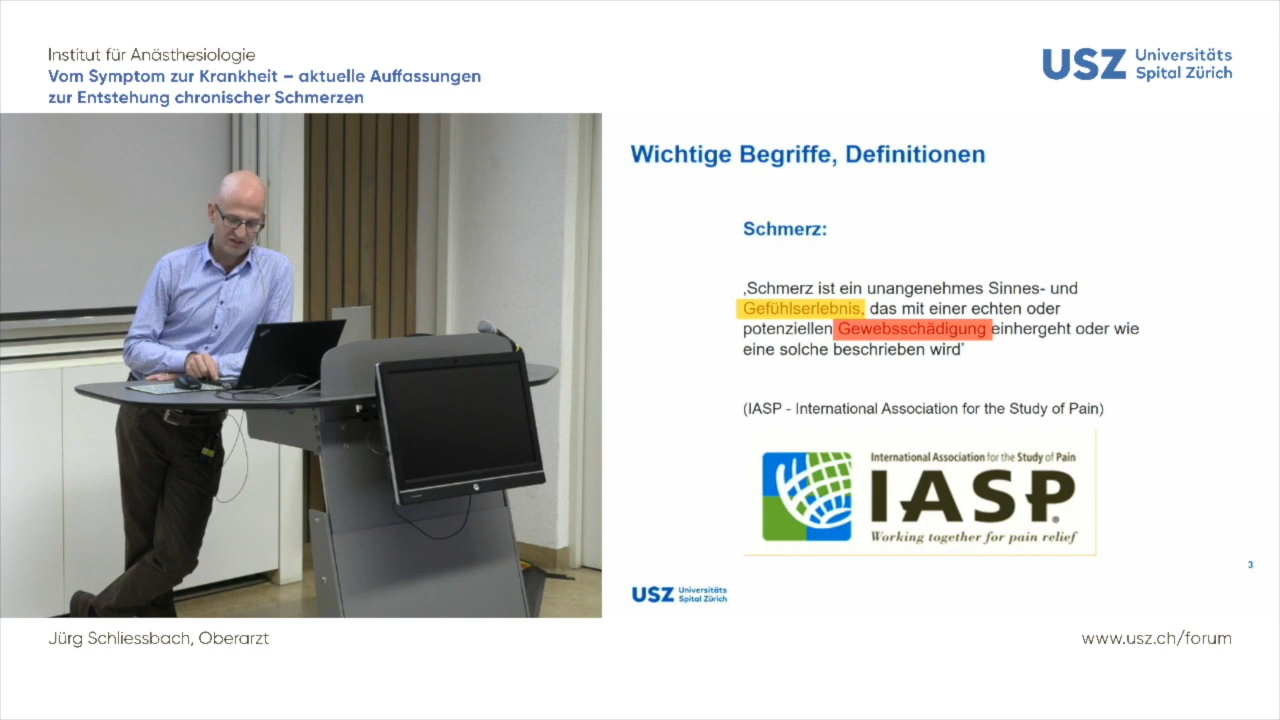 Institut für Anästhesiologie
Vom Symptom zur Krankheit – aktuelle Auffassungen
zur Entstehung chronischer Schmerzen
USZ Universitäts
Spital Zürich
Wichtige Begriffe, Definitionen
Schmerz:
‚Schmerz ist ein unangenehmes Sinnes- und
Gefühlserlebnis, das mit einer echten oder
potenziellen Gewebsschädigung einhergeht oder wie
eine solche beschrieben wird’
(IASP - International Association for the Study of Pain)
International Association for the Study of Pain
IASP®
Working together for pain relief
3
USZ Universitäts
Spital Zürich
Jürg Schliessbach, Oberarzt
www.usz.ch/forum